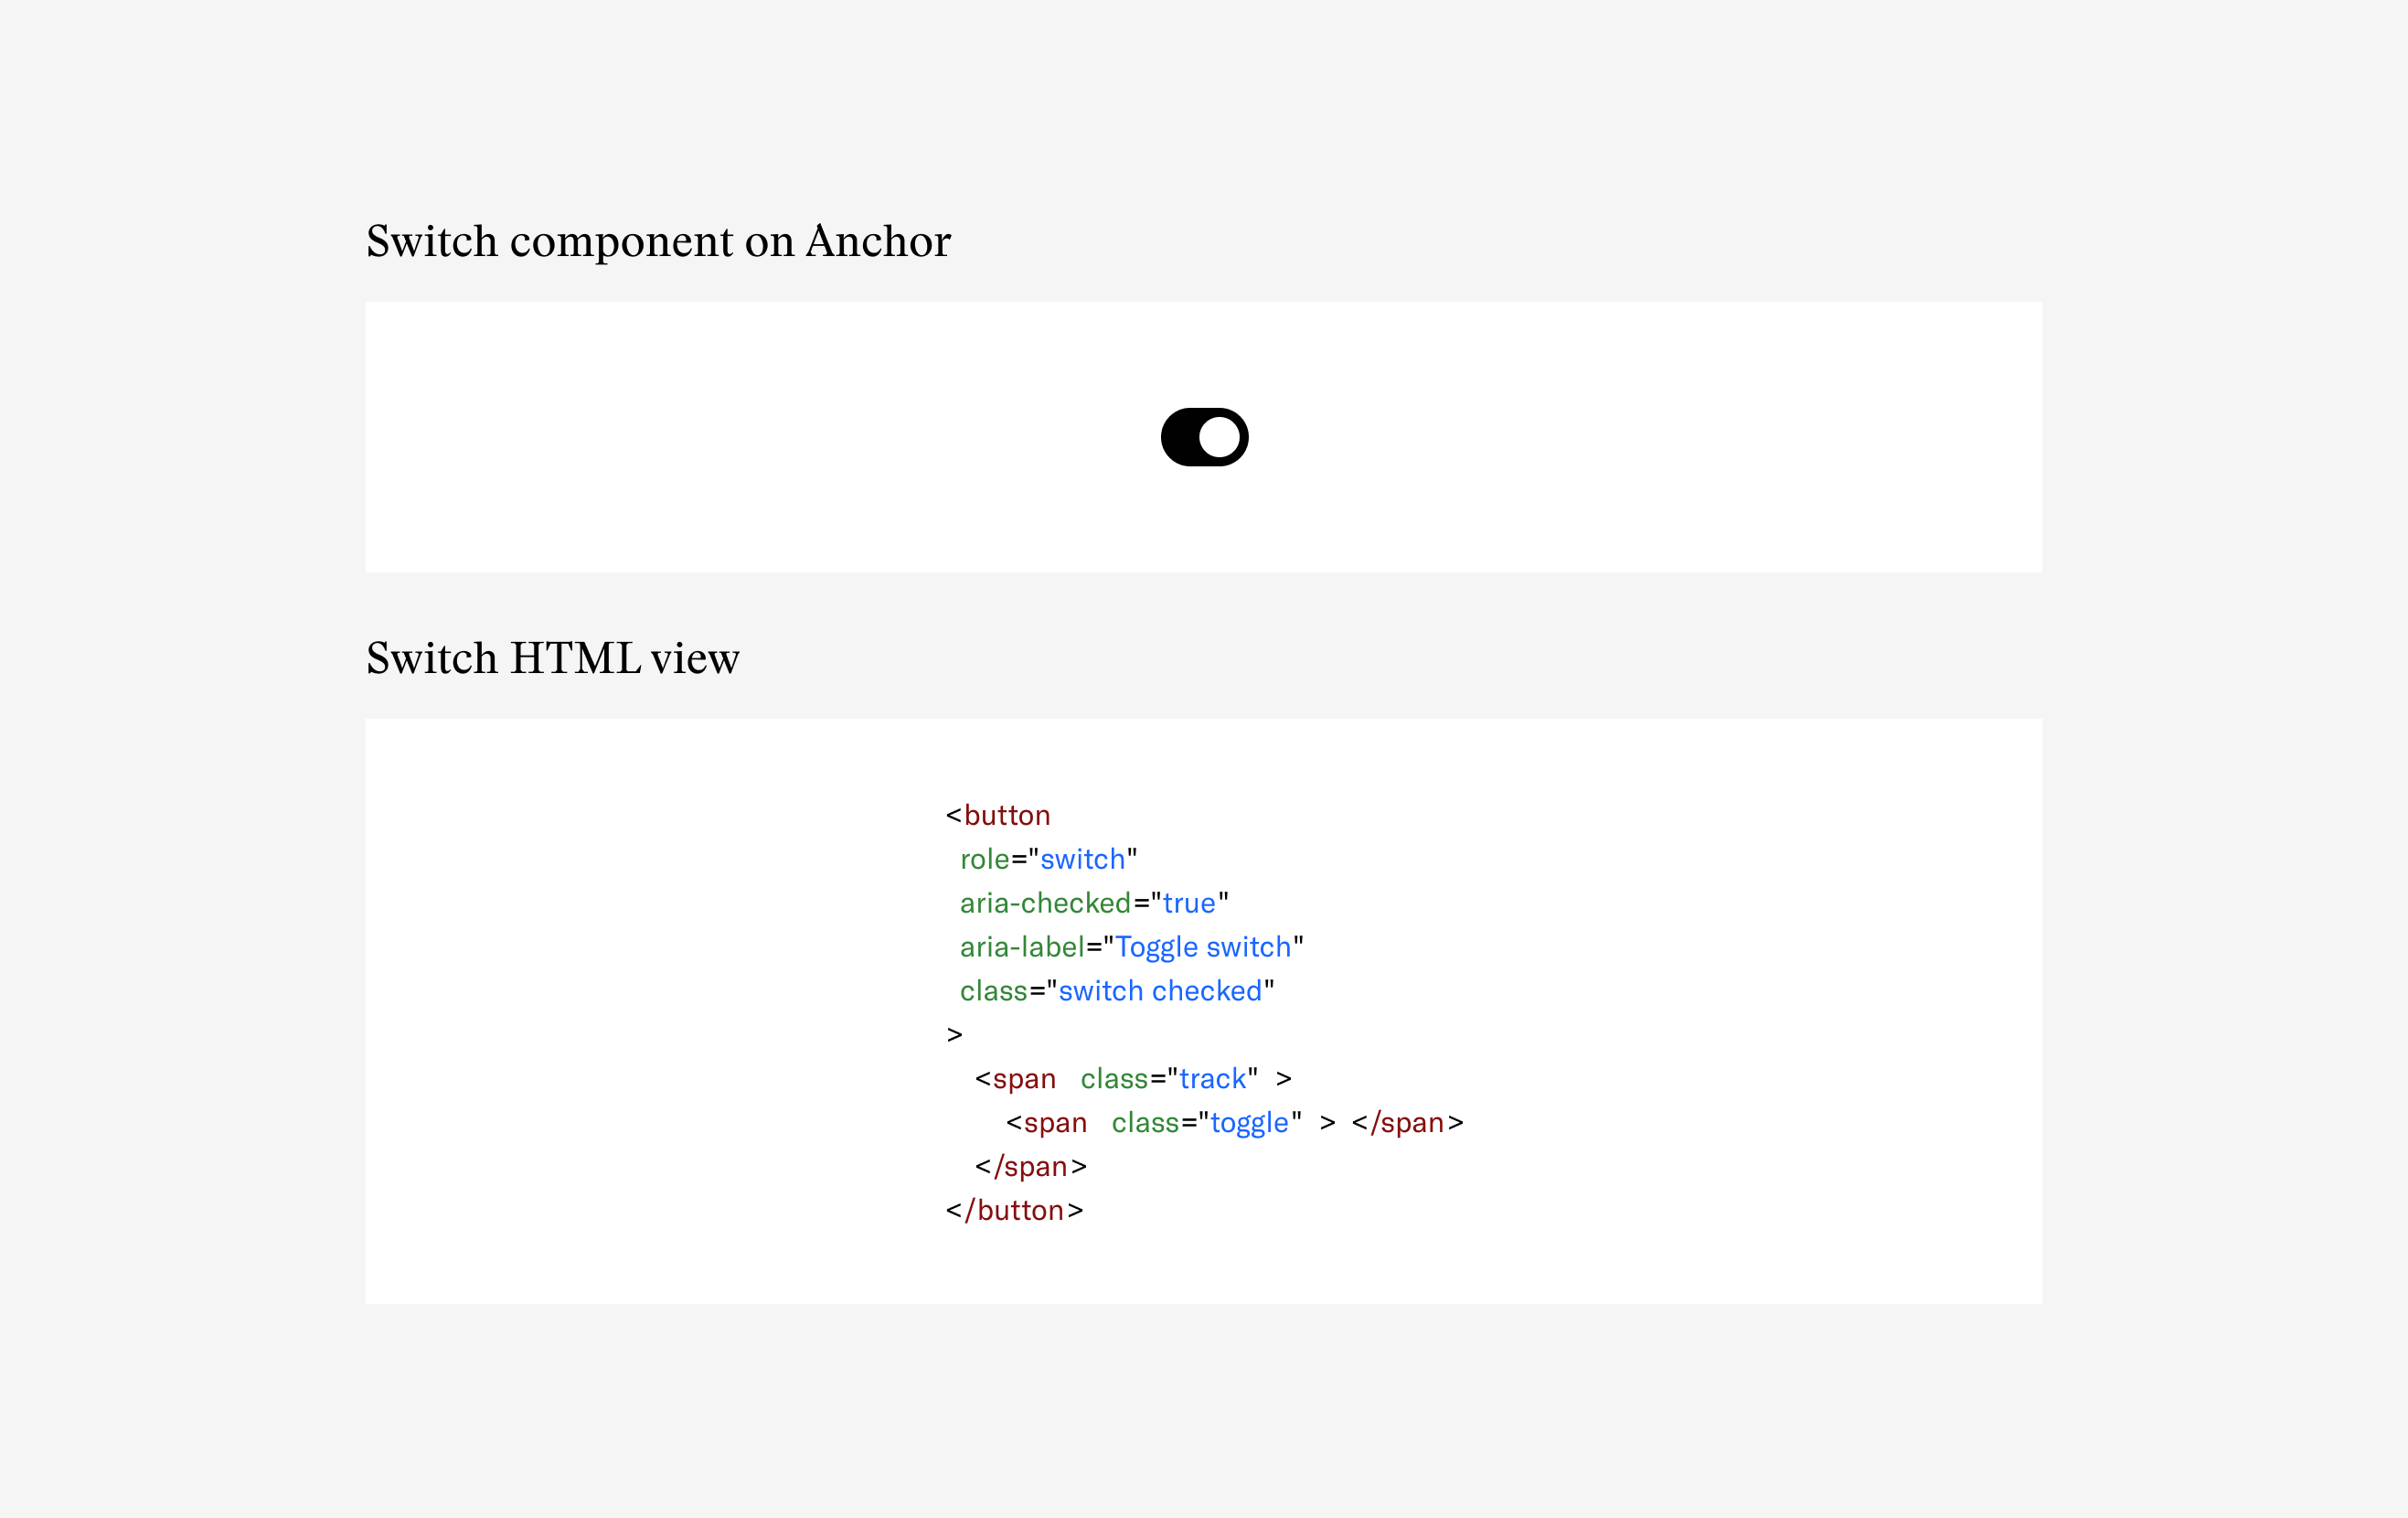 Switch component on Anchor
Switch HTML view
<button
role="switch"
aria-checked="true"
aria-label="Toggle switch"
class="switch checked"
>
<span class="track" >
<span class="toggle" > </span>
</span>
</button>